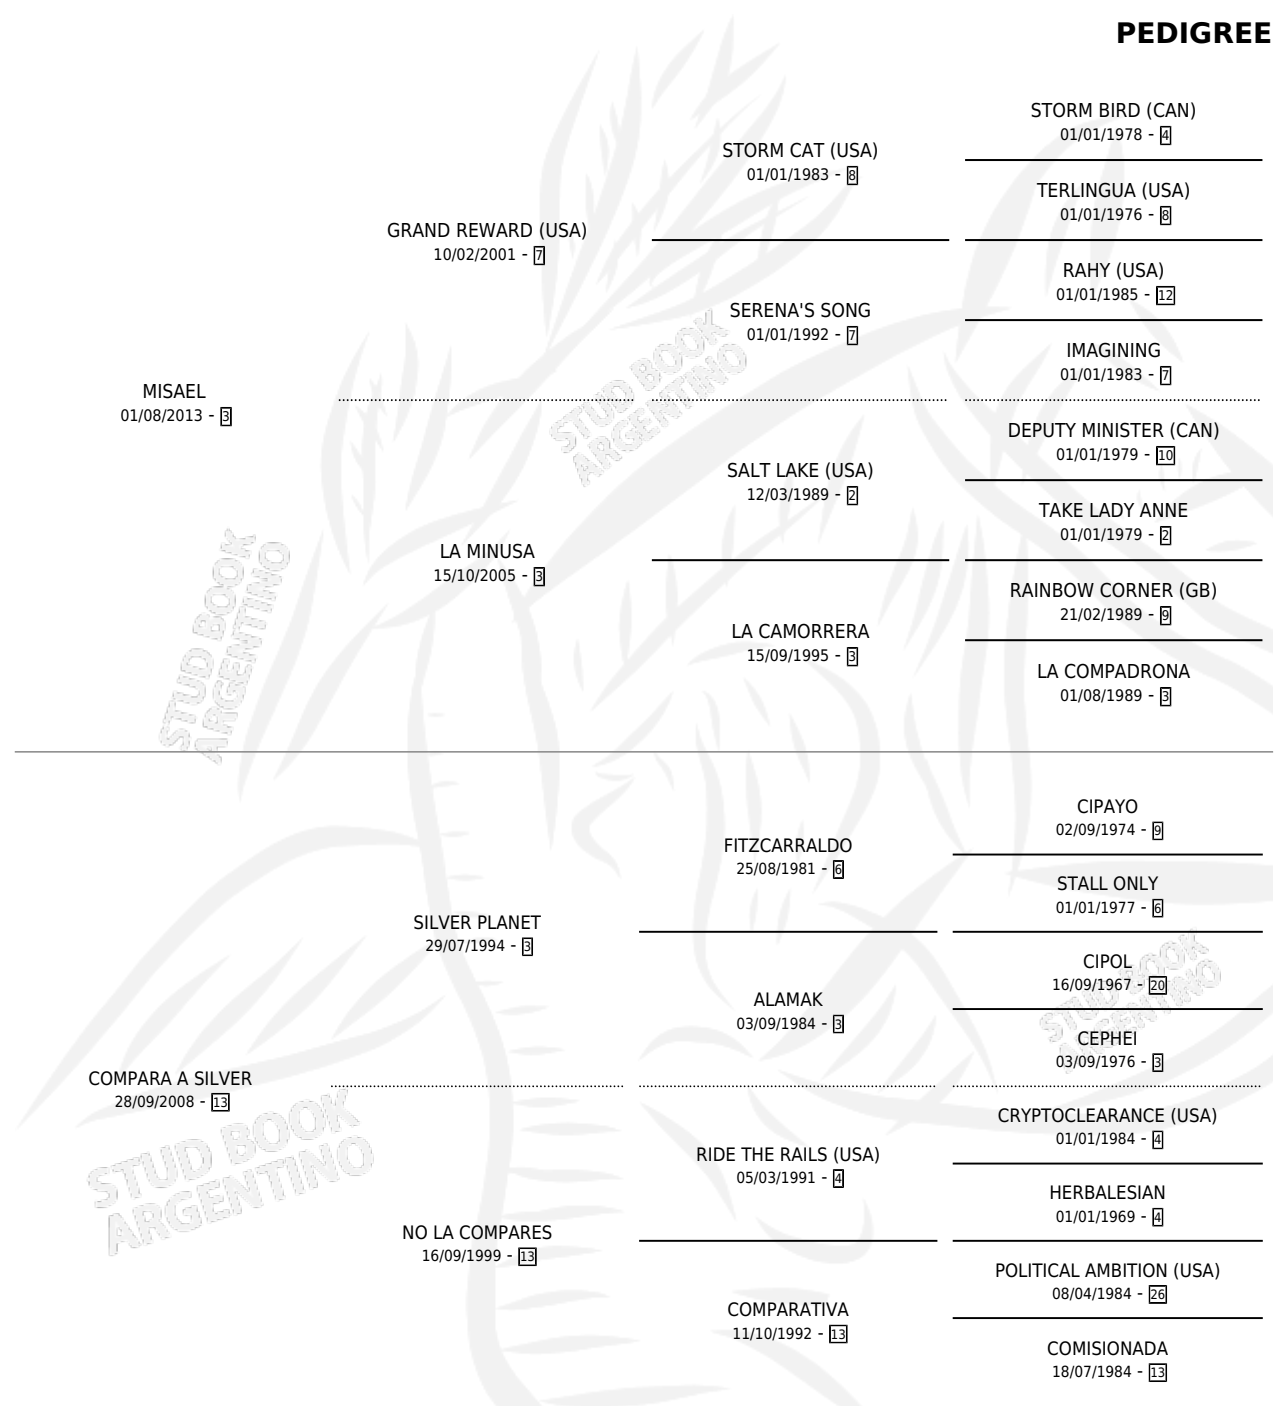 PEDIGREE
STORM BIRD (CAN)
01/01/1978 - 4
STORM CAT (USA)
01/01/1983 - 8
TERLINGUA (USA)
01/01/1976 - 8
GRAND REWARD (USA)
10/02/2001 - 7
RAHY (USA)
01/01/1985 - 12
SERENA'S SONG
01/01/1992 - 7
IMAGINING
01/01/1983 - 7
MISAEL
01/08/2013 - 3
DEPUTY MINISTER (CAN)
01/01/1979 - 10
SALT LAKE (USA)
12/03/1989 - 2
TAKE LADY ANNE
01/01/1979 - 2
LA MINUSA
15/10/2005 - 3
RAINBOW CORNER (GB)
21/02/1989 - 9
LA CAMORRERA
15/09/1995 - 3
LA COMPADRONA
01/08/1989 - 3
CIPAYO
02/09/1974 - 9
FITZCARRALDO
25/08/1981 - 6
STALL ONLY
01/01/1977 - 6
SILVER PLANET
29/07/1994 - 3
CIPOL
16/09/1967 - 20
ALAMAK
03/09/1984 - 3
CEPHEI
03/09/1976 - 3
COMPARA A SILVER
28/09/2008 - 13
CRYPTOCLEARANCE (USA)
01/01/1984 - 4
RIDE THE RAILS (USA)
05/03/1991 - 4
HERBALESIAN
01/01/1969 - 4
NO LA COMPARES
16/09/1999 - 13
POLITICAL AMBITION (USA)
08/04/1984 - 26
COMPARATIVA
11/10/1992 - 13
COMISIONADA
18/07/1984 - 13
STUD BOOK
ARGENTINO
STUD BOOK
ARGENTINO
STUD BOOK
ARGENTINO
STUD BOOK
ARGENTINO